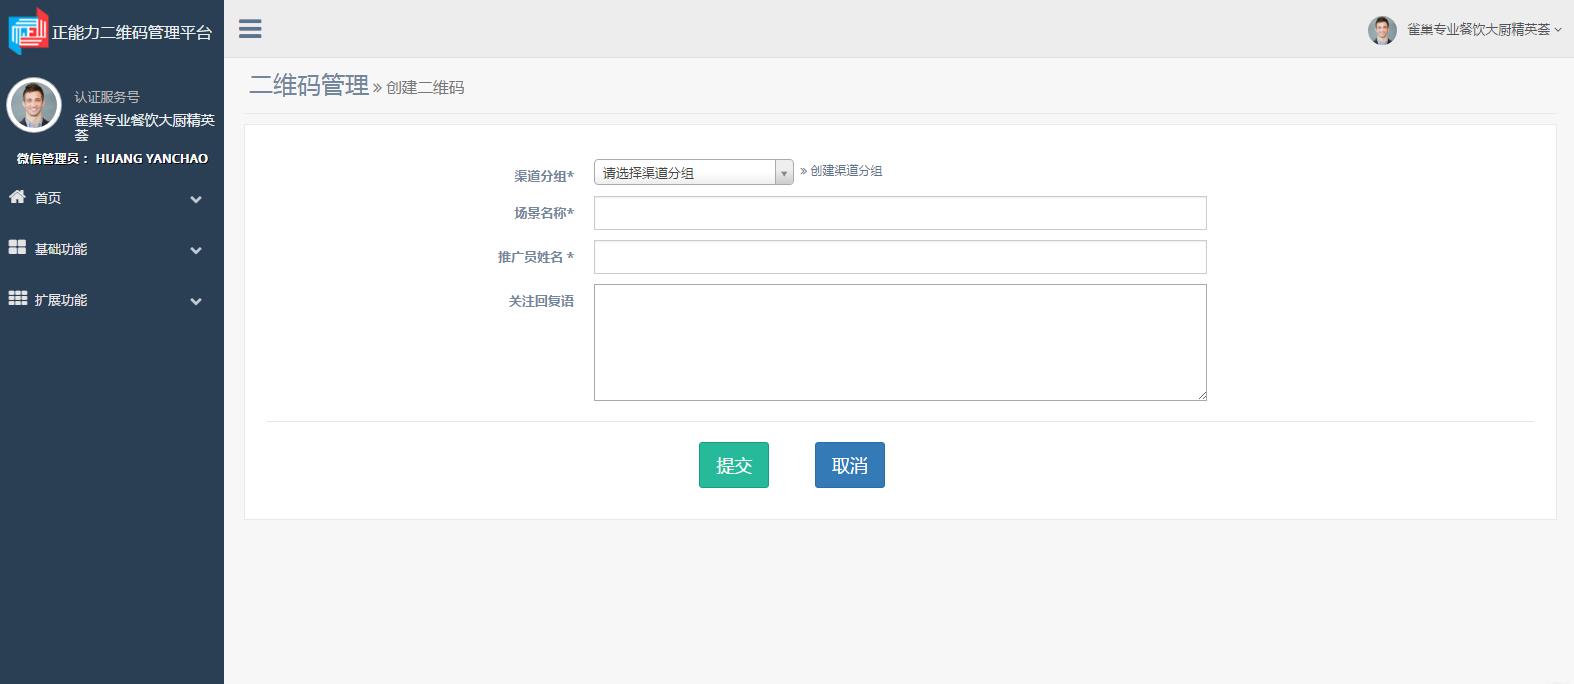 正能力二维码管理平台
雀巢专业餐饮大厨精英荟
认证服务号
雀巢专业餐饮大厨精英
荟
微信管理员： HUANG YANCHAO
首页
基础功能
扩展功能
二维码管理 » 创建二维码
渠道分组* 请选择渠道分组 » 创建渠道分组
场景名称*
推广员姓名 *
关注回复语
提交 取消